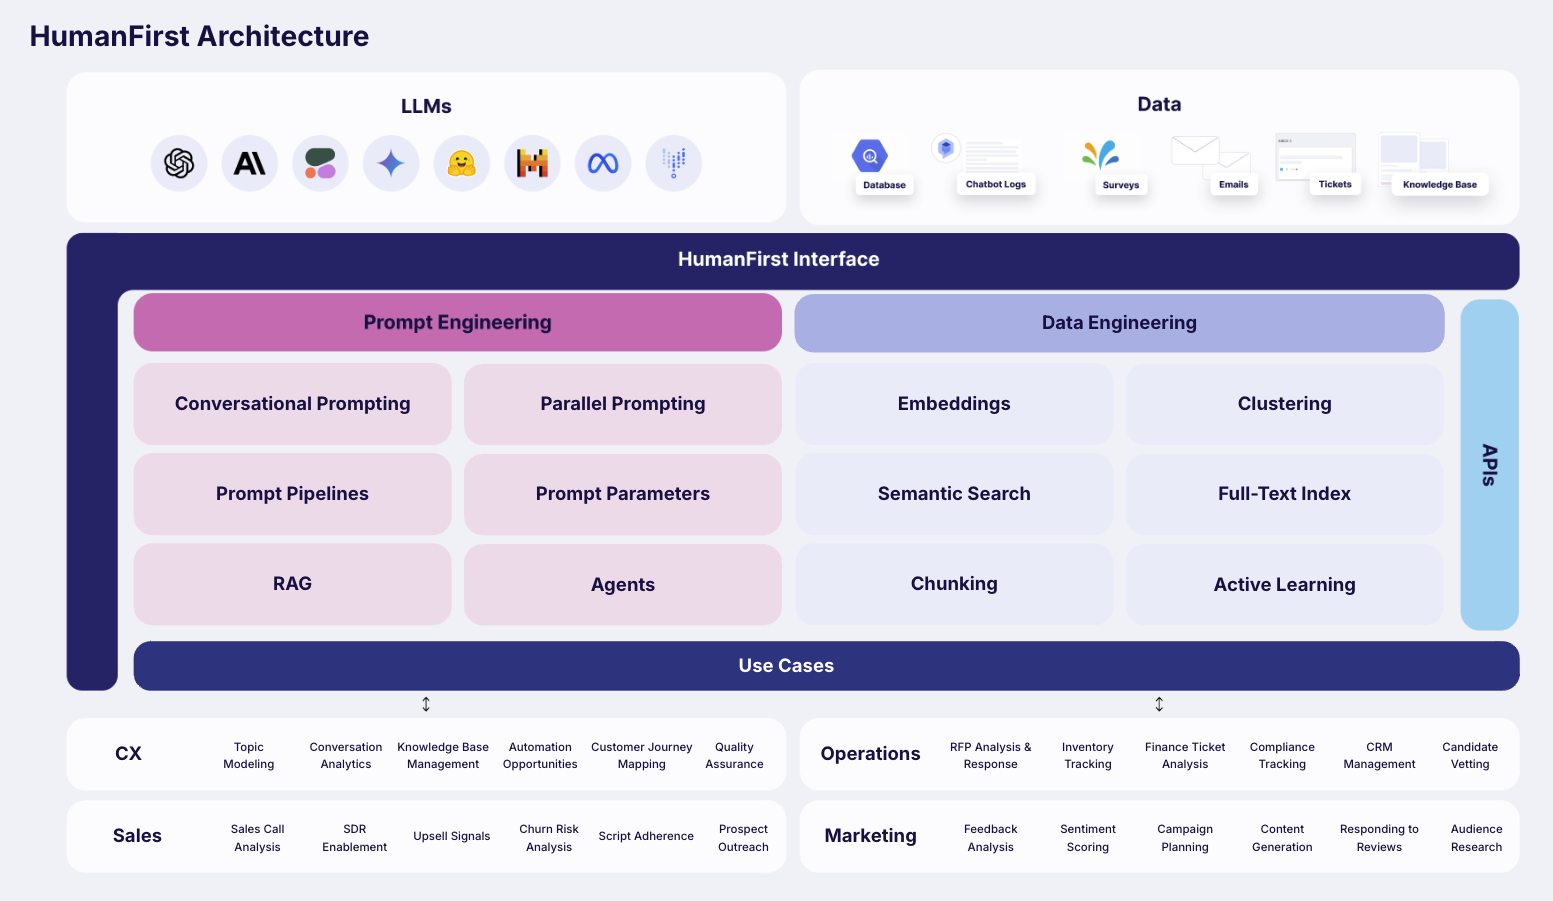 HumanFirst Architecture
LLMs
Data
Database
Chatbot Logs
Surveys
Emails
Tickets
Knowledge Base
HumanFirst Interface
Prompt Engineering
Data Engineering
Conversational Prompting
Parallel Prompting
Embeddings
Clustering
Prompt Pipelines
Prompt Parameters
Semantic Search
Full-Text Index
RAG
Agents
Chunking
Active Learning
APIs
Use Cases
CX
Topic
Modeling
Conversation
Analytics
Knowledge Base
Management
Automation
Opportunities
Customer Journey
Mapping
Quality
Assurance
Operations
RFP Analysis &
Response
Inventory
Tracking
Finance Ticket
Analysis
Compliance
Tracking
CRM
Management
Candidate
Vetting
Sales
Sales Call
Analysis
SDR
Enablement
Upsell Signals
Churn Risk
Analysis
Script Adherence
Prospect
Outreach
Marketing
Feedback
Analysis
Sentiment
Scoring
Campaign
Planning
Content
Generation
Responding to
Reviews
Audience
Research